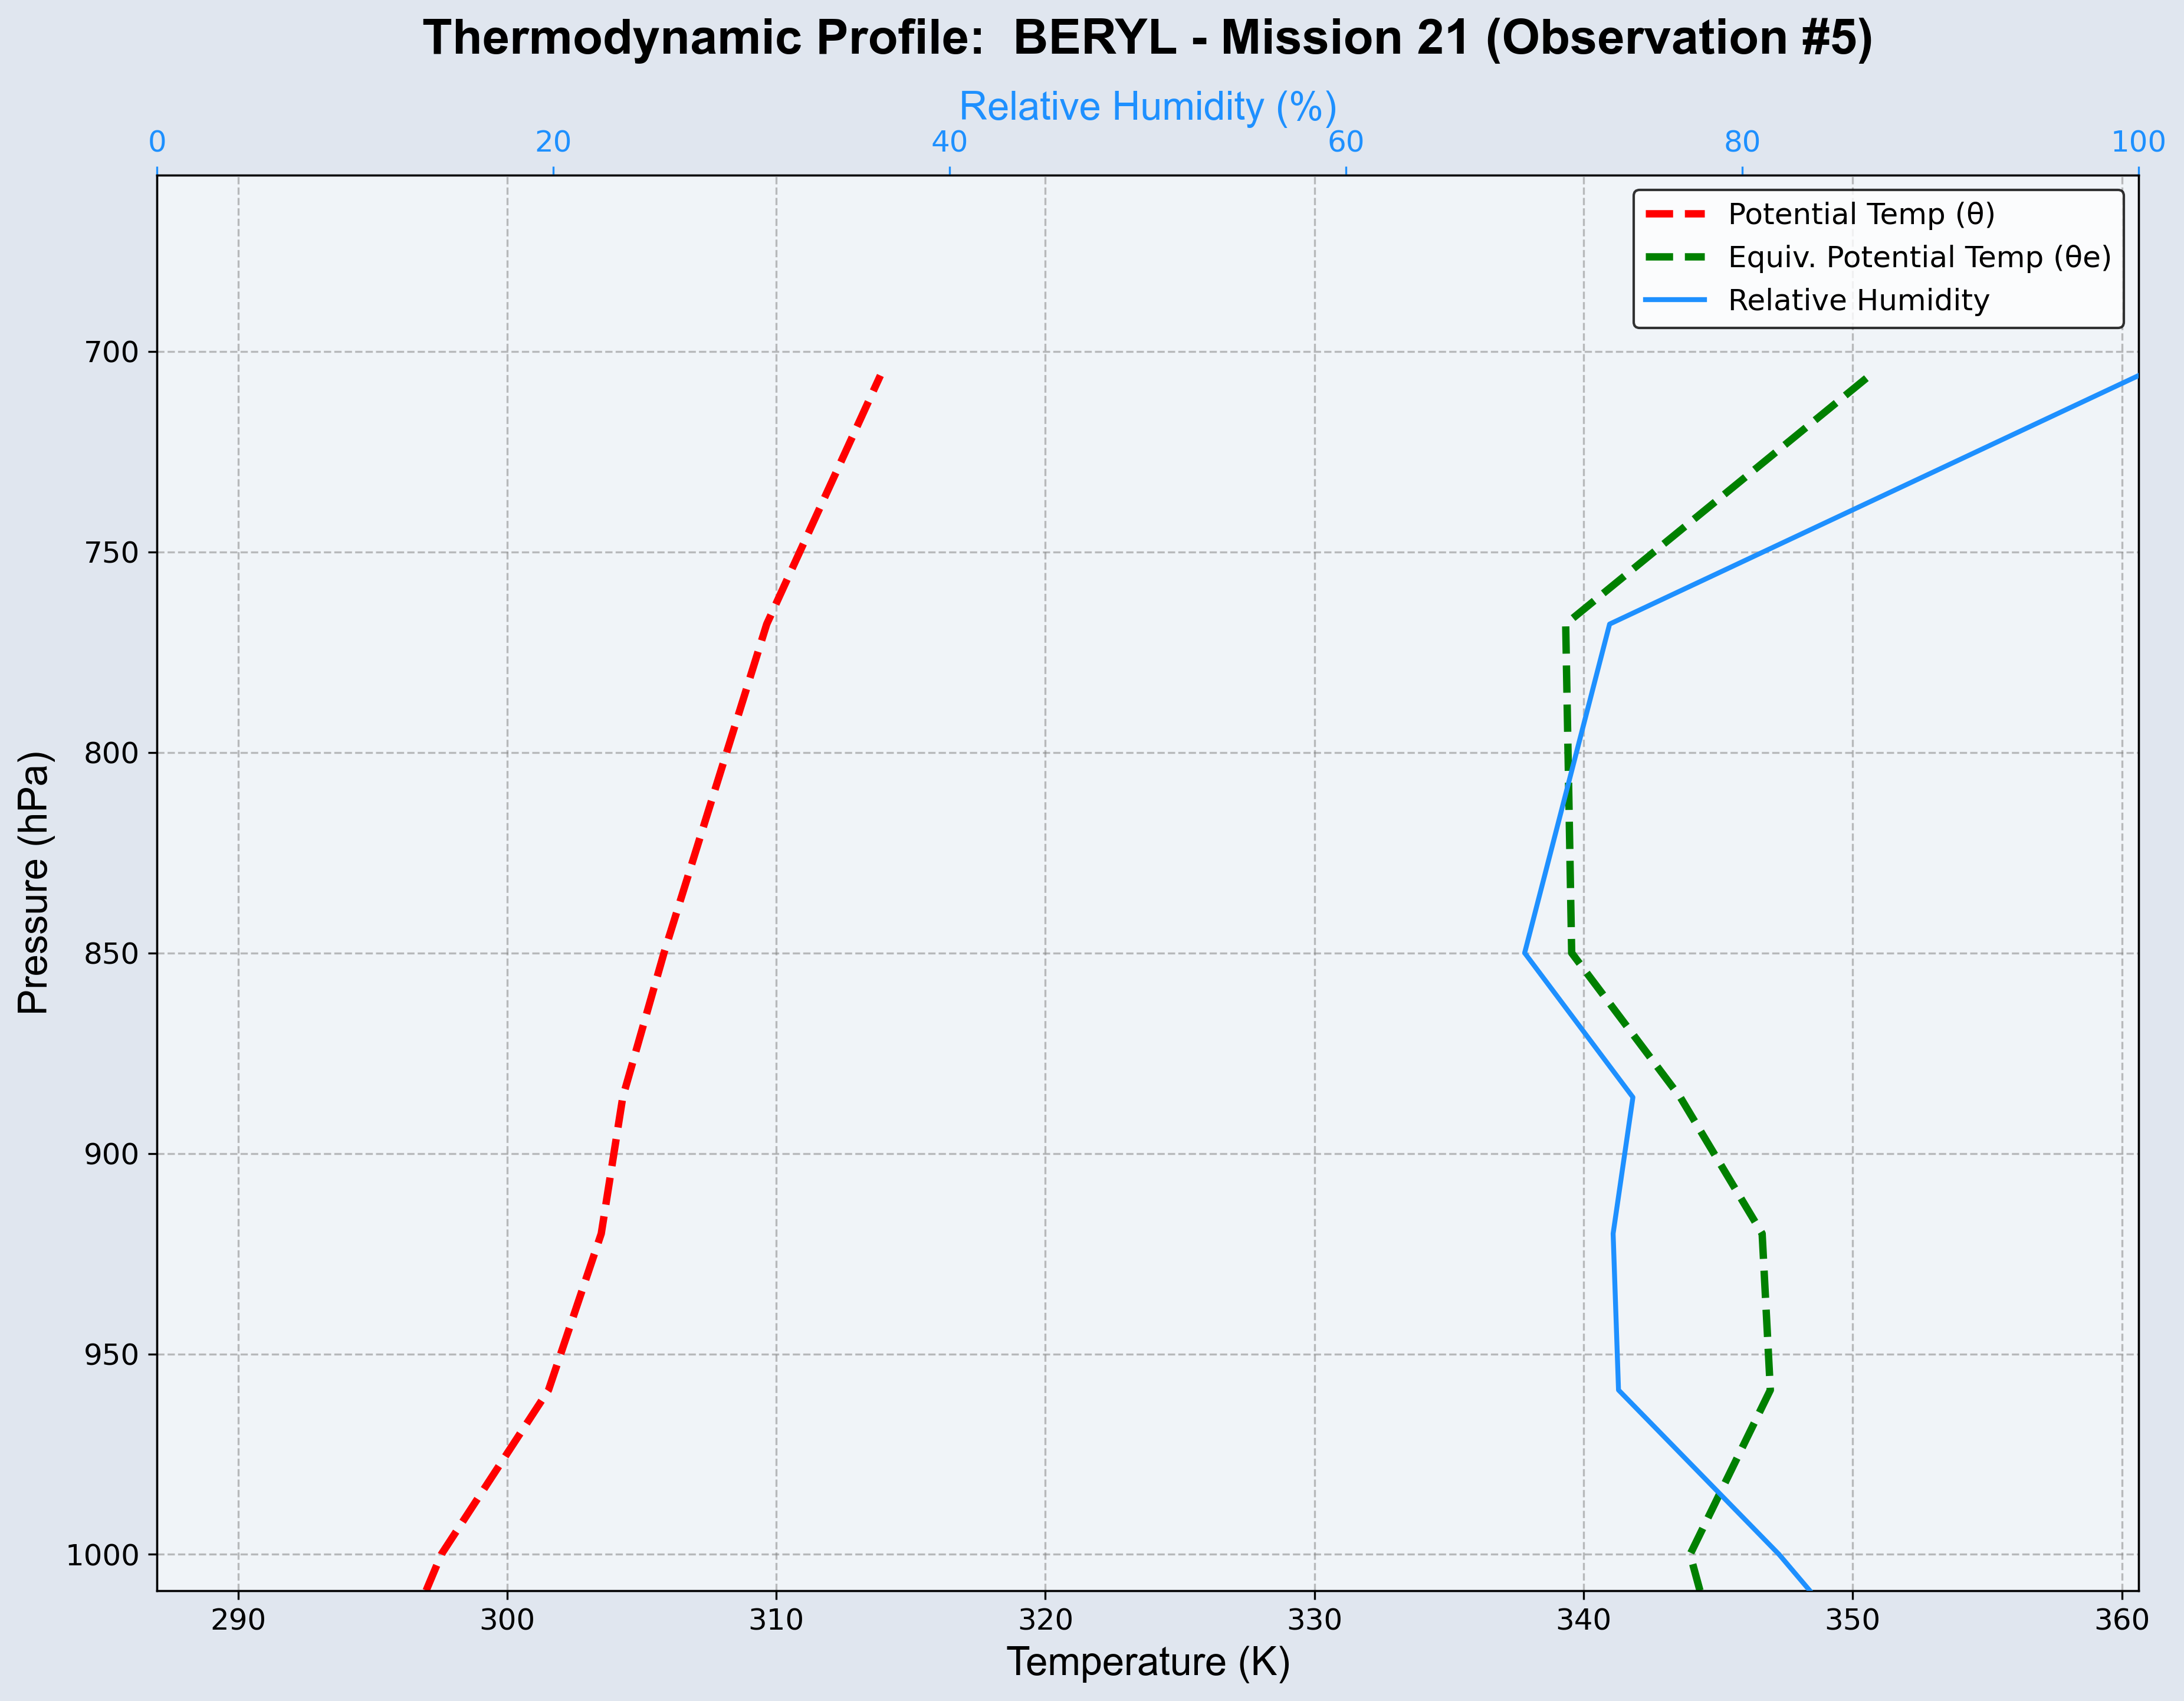 Thermodynamic Profile:  BERYL - Mission 21 (Observation #5)
Relative Humidity (%)
0 20 40 60 80 100
Potential Temp (θ)
Equiv. Potential Temp (θe)
Relative Humidity
Pressure (hPa)
700
750
800
850
900
950
1000
290 300 310 320 330 340 350 360
Temperature (K)